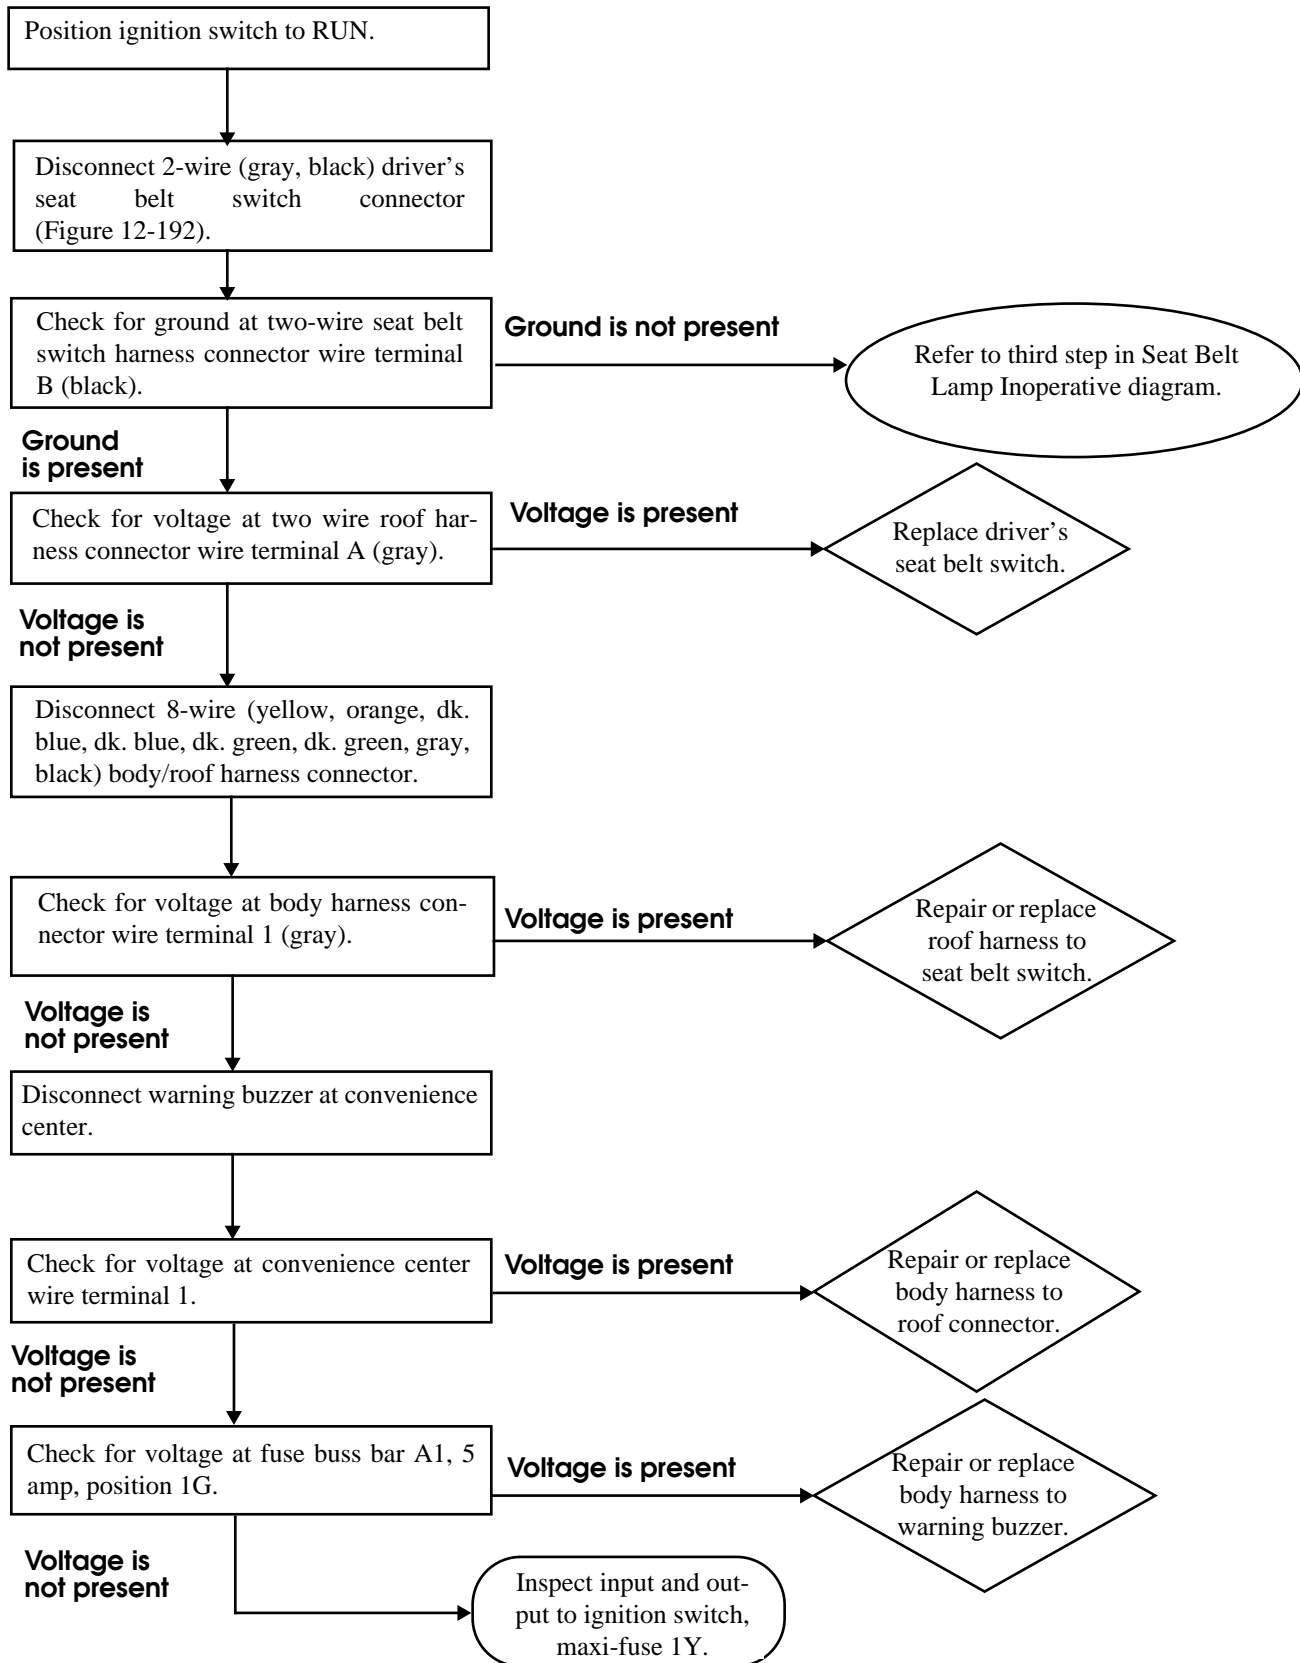 Position ignition switch to RUN.
Disconnect 2-wire (gray, black) driver’s
seat belt switch connector
(Figure 12-192).
Check for ground at two-wire seat belt
switch harness connector wire terminal
B (black).
Ground is not present
Refer to third step in Seat Belt
Lamp Inoperative diagram.
Ground
is present
Check for voltage at two wire roof har-
ness connector wire terminal A (gray).
Voltage is present
Replace driver’s
seat belt switch.
Voltage is
not present
Disconnect 8-wire (yellow, orange, dk.
blue, dk. blue, dk. green, dk. green, gray,
black) body/roof harness connector.
Check for voltage at body harness con-
nector wire terminal 1 (gray).
Voltage is present
Repair or replace
roof harness to
seat belt switch.
Voltage is
not present
Disconnect warning buzzer at convenience
center.
Check for voltage at convenience center
wire terminal 1.
Voltage is present
Repair or replace
body harness to
roof connector.
Voltage is
not present
Check for voltage at fuse buss bar A1, 5
amp, position 1G.
Voltage is present
Repair or replace
body harness to
warning buzzer.
Voltage is
not present
Inspect input and out-
put to ignition switch,
maxi-fuse 1Y.